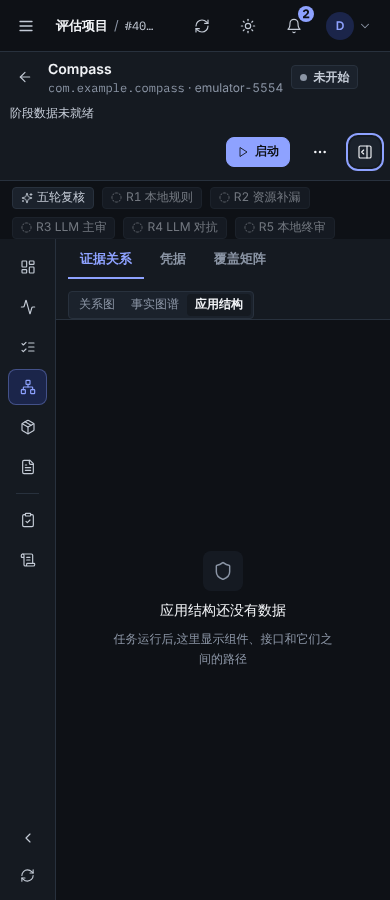 评估项目 / #40…
2
D
Compass
com.example.compass · emulator-5554
未开始
阶段数据未就绪
启动
五轮复核 R1 本地规则 R2 资源补漏
R3 LLM 主审 R4 LLM 对抗 R5 本地终审
证据关系 凭据 覆盖矩阵
关系图 事实图谱 应用结构
应用结构还没有数据
任务运行后,这里显示组件、接口和它们之
间的路径